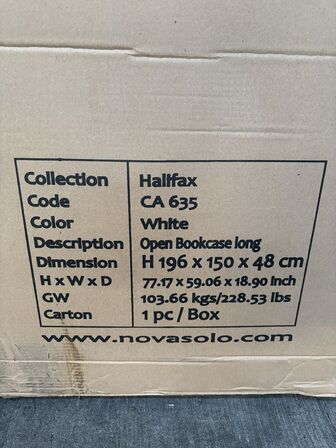 Collection Halifax
Code CA 635
Color White
Description Open Bookcase long
Dimension H 196 x 150 x 48 cm
H x W x D 77.17 x 59.06 x 18.90 Inch
GW 103.66 kgs/228.53 lbs
Carton 1 pc / Box
www.novasolo.com